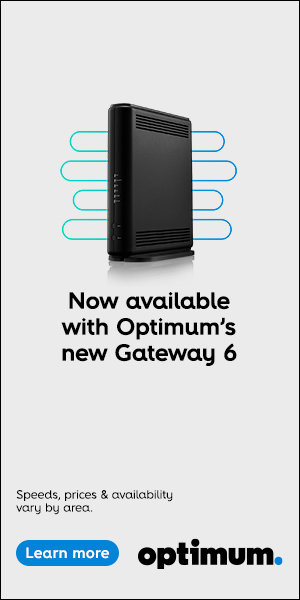 Now available
with Optimum's
new Gateway 6
Speeds, prices & availability
vary by area.
Learn more
optimum.